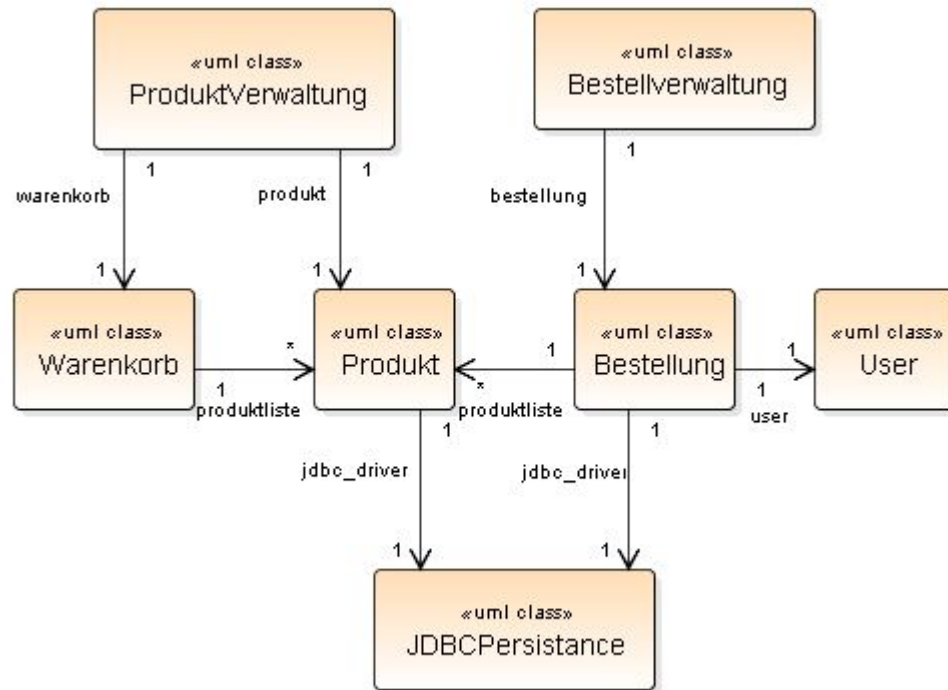 «uml class»
ProduktVerwaltung
«uml class»
Bestellverwaltung
1
1
1
warenkorb
produkt
bestellung
1
1
1
«uml class»
Warenkorb
«uml class»
Produkt
«uml class»
Bestellung
«uml class»
User
*
1
produktliste
1
*
produktliste
1
1
user
1
1
jdbc_driver
jdbc_driver
1
1
«uml class»
JDBCPersistance